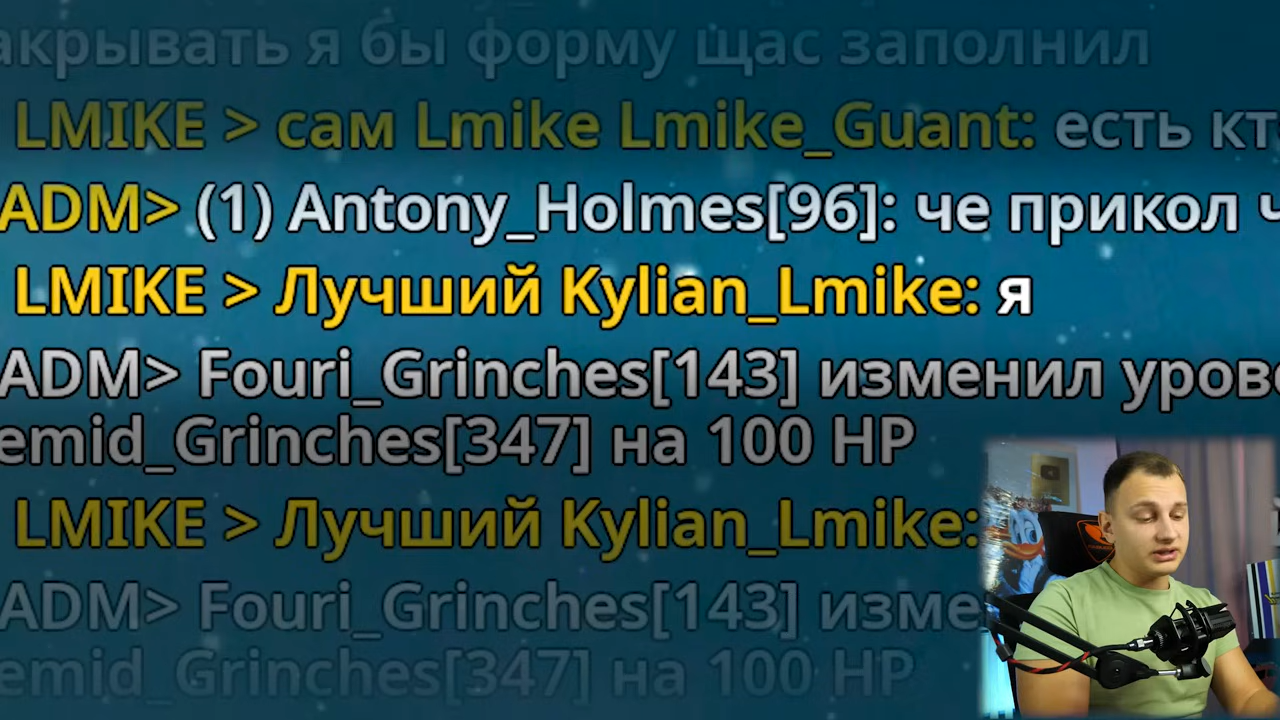 акрывать я бы форму щас заполнил
LMIKE > сам Lmike Lmike_Guant: есть кт
ADM> (1) Antony_Holmes[96]: че прикол ч
LMIKE > Лучший Kylian_Lmike: я
ADM> Fouri_Grinches[143] изменил урове
emid_Grinches[347] на 100 HP
LMIKE > Лучший Kylian_Lmike:
ADM> Fouri_Grinches[143] изме
emid_Grinches[347] на 100 HP